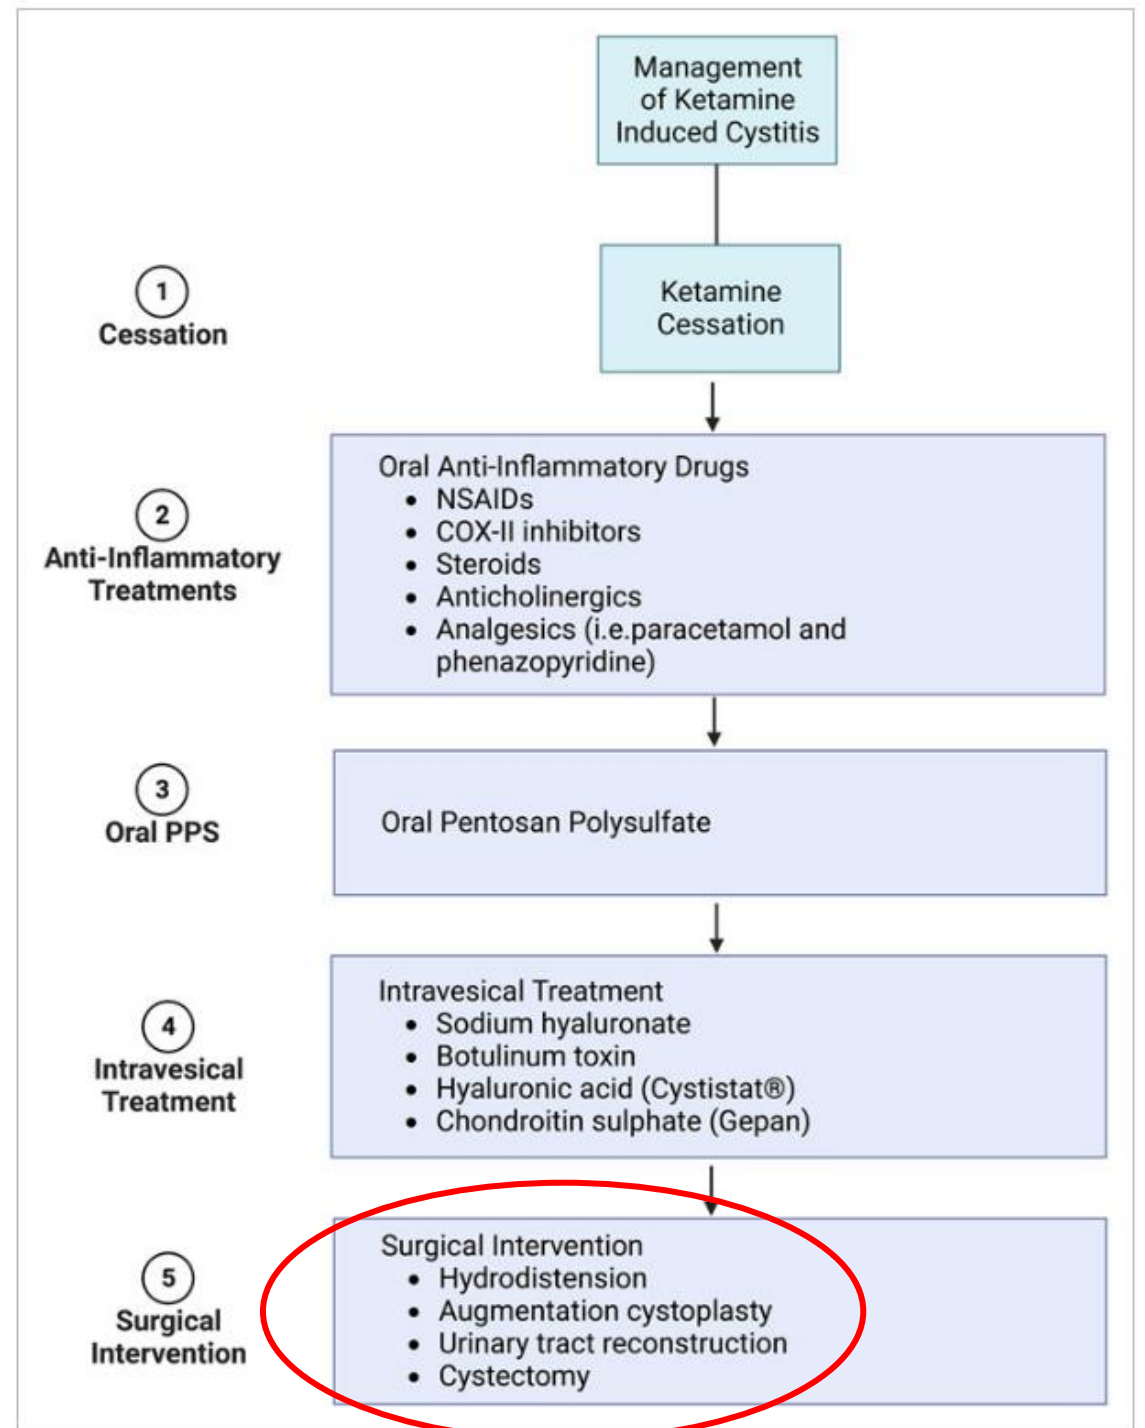 Management
of Ketamine
Induced Cystitis
1
Cessation
Ketamine
Cessation
2
Anti-Inflammatory
Treatments
Oral Anti-Inflammatory Drugs
• NSAIDs
• COX-II inhibitors
• Steroids
• Anticholinergics
• Analgesics (i.e.paracetamol and
phenazopyridine)
3
Oral PPS
Oral Pentosan Polysulfate
4
Intravesical
Treatment
Intravesical Treatment
• Sodium hyaluronate
• Botulinum toxin
• Hyaluronic acid (Cystistat®)
• Chondroitin sulphate (Gepan)
5
Surgical
Intervention
Surgical Intervention
• Hydrodistension
• Augmentation cystoplasty
• Urinary tract reconstruction
• Cystectomy